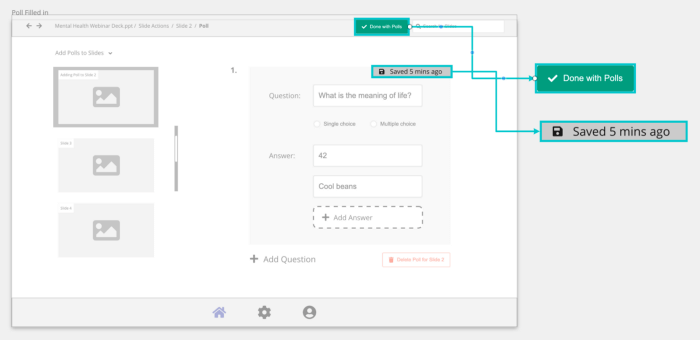 Poll Filled in
Mental Health Webinar Deck.ppt / Slide Actions / Slide 2 / Poll
Done with Polls
Add Polls to Slides
1.
Saved 5 mins ago
Done with Polls
Adding Poll to Slide 2
Question:
What is the meaning of life?
Single choice
Multiple choice
Saved 5 mins ago
Slide 3
Answer:
42
Cool beans
Slide 4
+ Add Answer
+ Add Question
Delete Poll for Slide 2